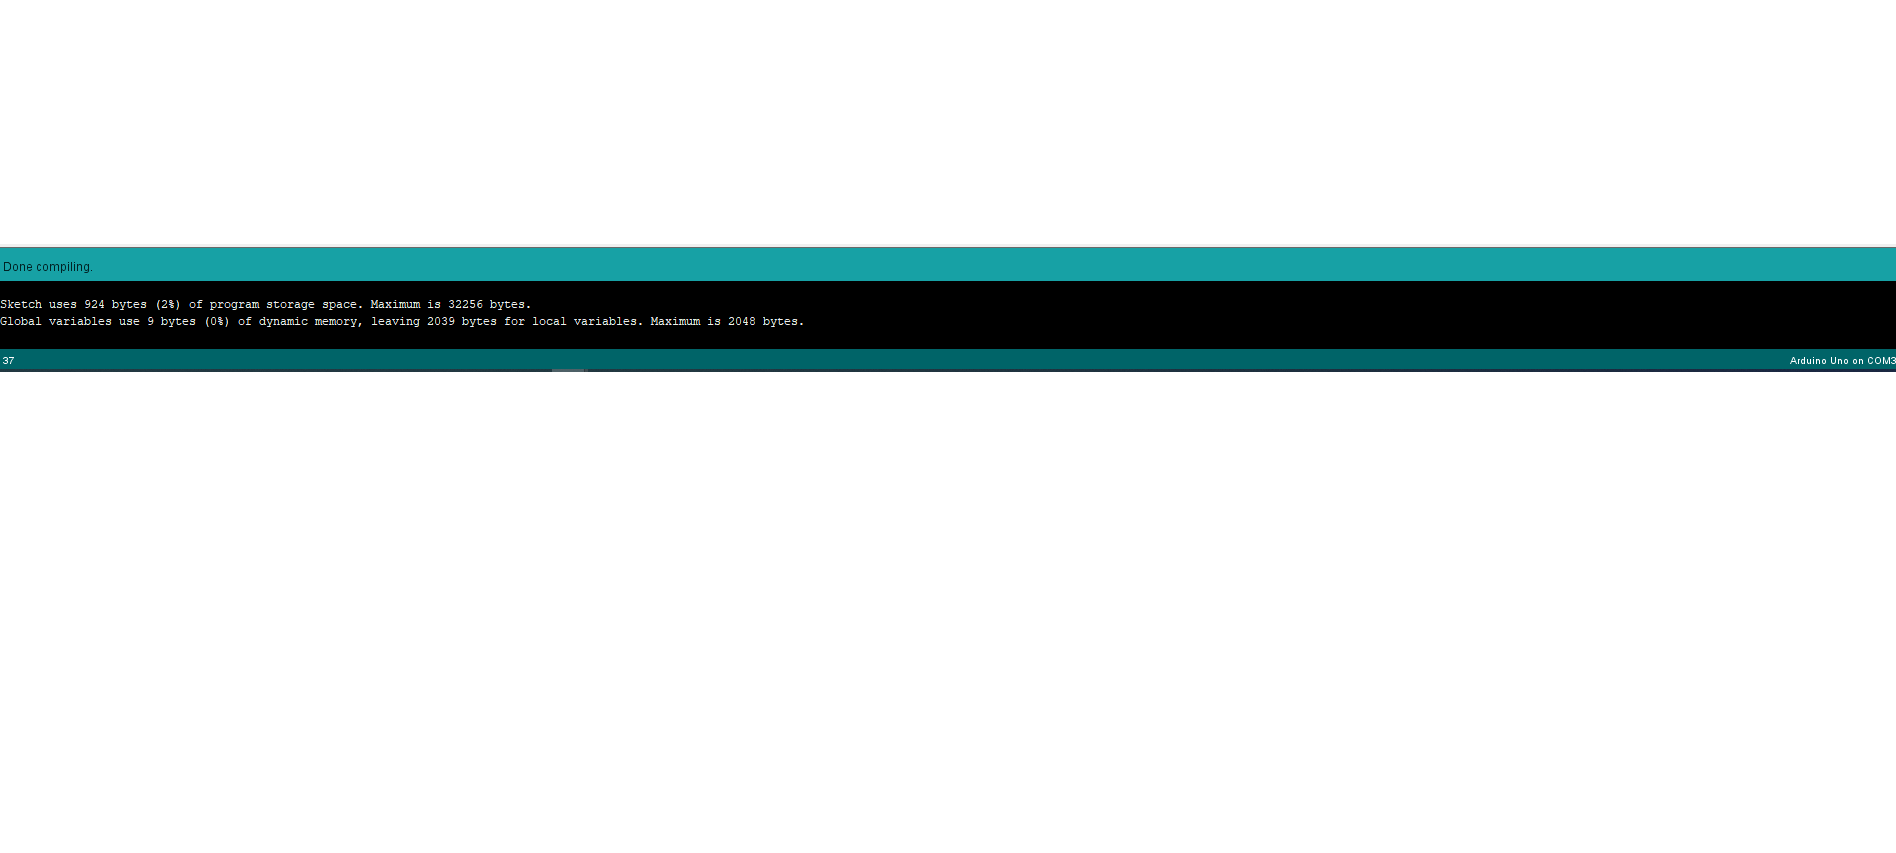 Done compiling.
Sketch uses 924 bytes (2%) of program storage space. Maximum is 32256 bytes.
Global variables use 9 bytes (0%) of dynamic memory, leaving 2039 bytes for local variables. Maximum is 2048 bytes.
37
Arduino Uno on COM3